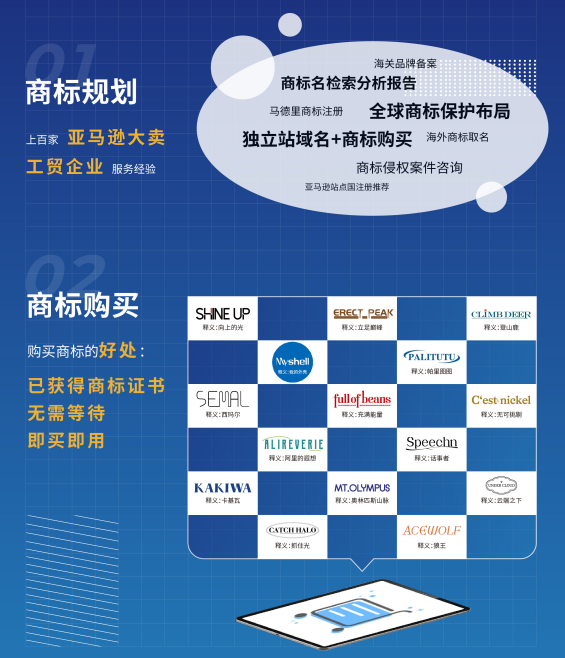 01
商标规划
上百家 亚马逊大卖
工贸企业 服务经验
海关品牌备案
商标名检索分析报告
马德里商标注册
全球商标保护布局
独立站域名+商标购买
海外商标取名
商标侵权案件咨询
亚马逊站点国注册推荐
02
商标购买
购买商标的好处：
已获得商标证书
无需等待
即买即用
SHINE UP
释义:向上的光
ERECT PEAK
释义:立足巅峰
CLIMB DEER
释义:登山鹿
Myshell
释义:我的外壳
PALITUTU
释义:帕里图图
SEMAL
释义:西玛尔
full of beans
释义:充满能量
C'est·nickel
释义:无可挑剔
ALIREVERIE
释义:阿里的遐想
Speechn
释义:话事者
KAKIWA
释义:卡基瓦
MT.OLYMPUS
释义:奥林匹斯山脉
UNDER CLOUD
释义:云端之下
CATCH HALO
释义:抓住光
ACEWOLF
释义:狼王